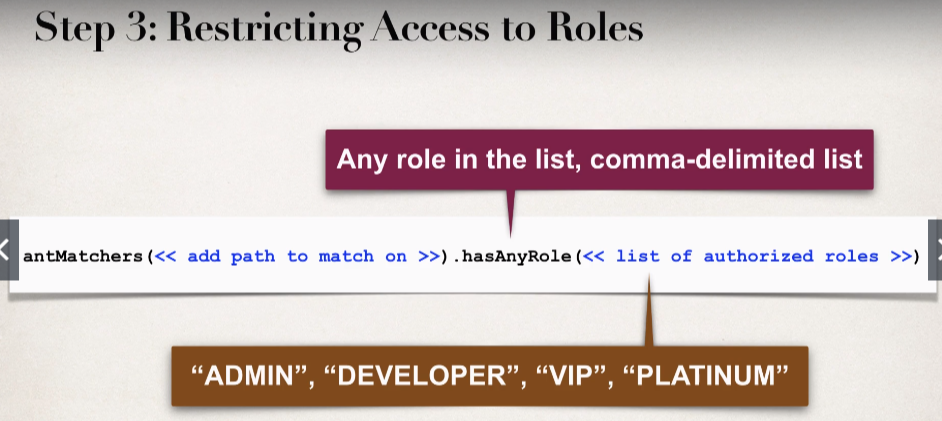 Step 3: Restricting Access to Roles
Any role in the list, comma-delimited list
antMatchers(<< add path to match on >>).hasAnyRole(<< list of authorized roles >>)
“ADMIN”, “DEVELOPER”, “VIP”, “PLATINUM”